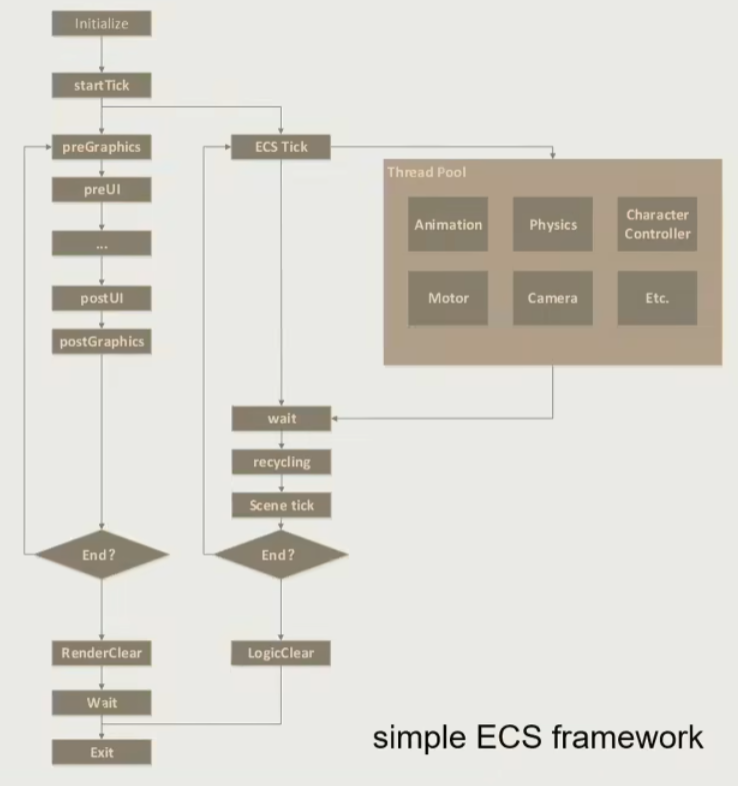 Initialize
startTick
preGraphics
ECS Tick
Thread Pool
preUI
Animation
Physics
Character
Controller
...
postUI
Motor
Camera
Etc.
postGraphics
wait
recycling
Scene tick
End?
End?
RenderClear
LogicClear
Wait
Exit
simple ECS framework